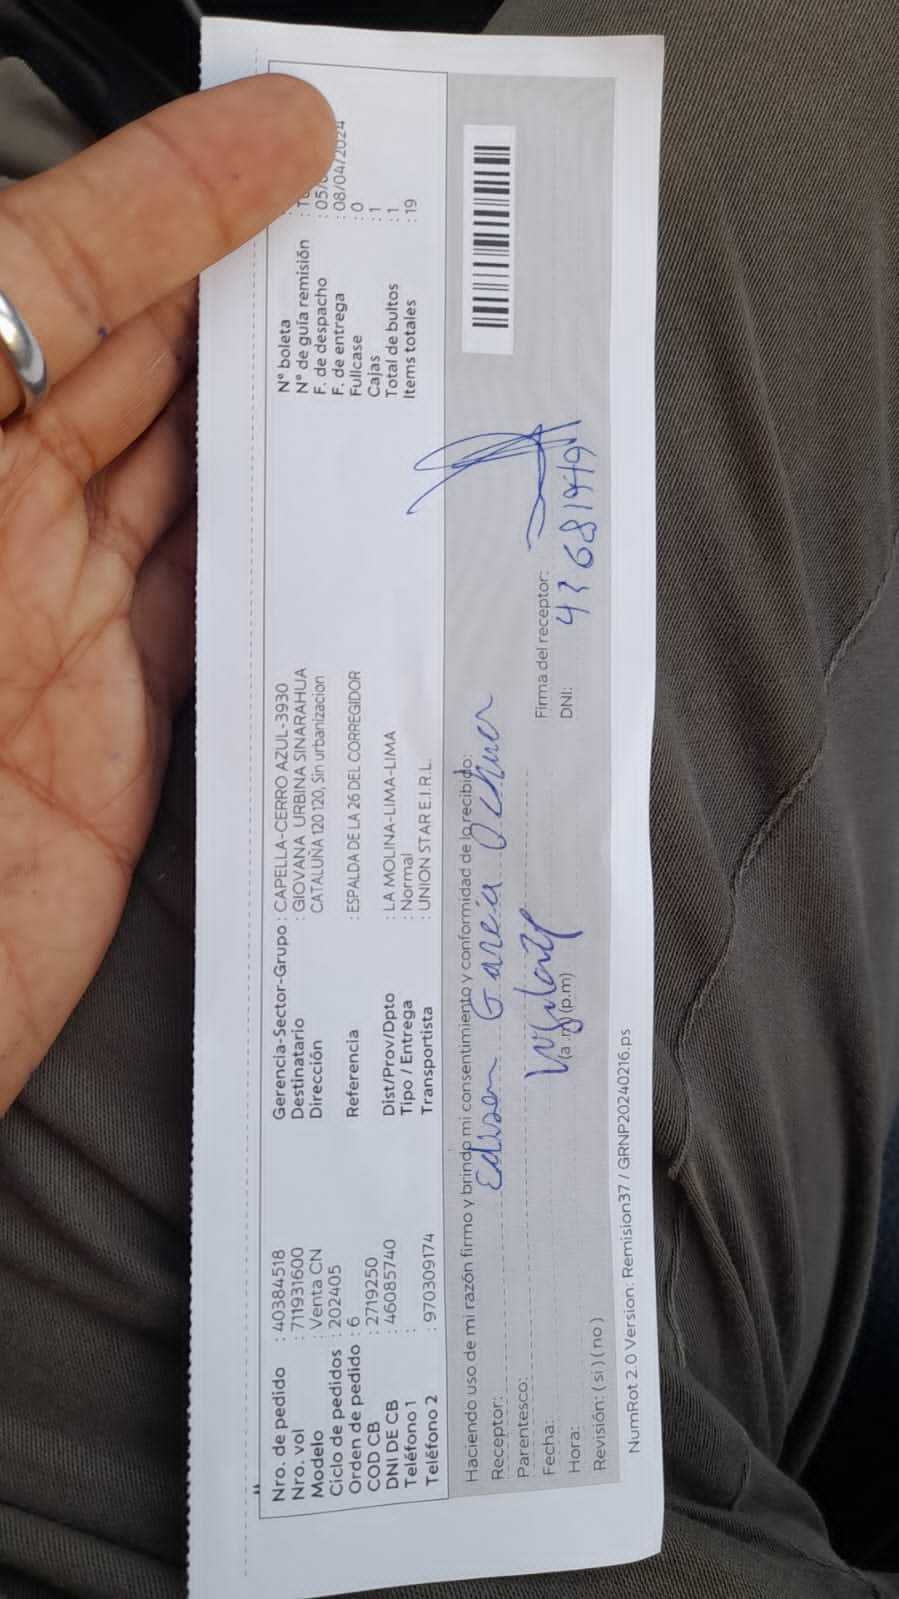 Nro. de pedido : 40384518
Nro. vol : 711931600
Modelo : Venta CN
Ciclo de pedidos : 202405
Orden de pedido : 6
COD CB : 2719250
DNI DE CB : 46085740
Teléfono 1 :
Teléfono 2 : 970309174
Gerencia-Sector-Grupo : CAPELLA-CERRO AZUL-3930
Destinatario : GIOVANA URBINA SINARAHUA
Dirección CATALUÑA 120 120, Sin urbanizacion
Referencia : ESPALDA DE LA 26 DEL CORREGIDOR
Dist/Prov/Dpto : LA MOLINA-LIMA-LIMA
Tipo / Entrega : Normal
Transportista : UNION STAR E.I.R.L.
N° boleta :
N° de guía remisión :
F. de despacho : 05/
F. de entrega : 08/04/2024
Fullcase : 0
Cajas : 1
Total de bultos : 1
Items totales : 19
Haciendo uso de mi razón firmo y brindo mi consentimiento y conformidad de lo recibido:
Receptor: Edisen Garcia
Parentesco: Vigilante
Firma del receptor:
Fecha:
DNI: 43681949
Hora: (a.m) (p.m)
Revisión: (si) (no)
NumRot 2.0 Version: Remision37 / GRNP20240216.ps